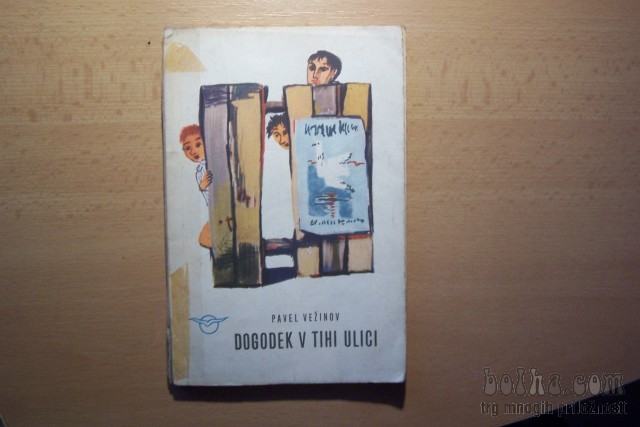 PAVEL VEŽINOV
DOGODEK V TIHI ULICI
bolha.com
trg mnogih priložnosti